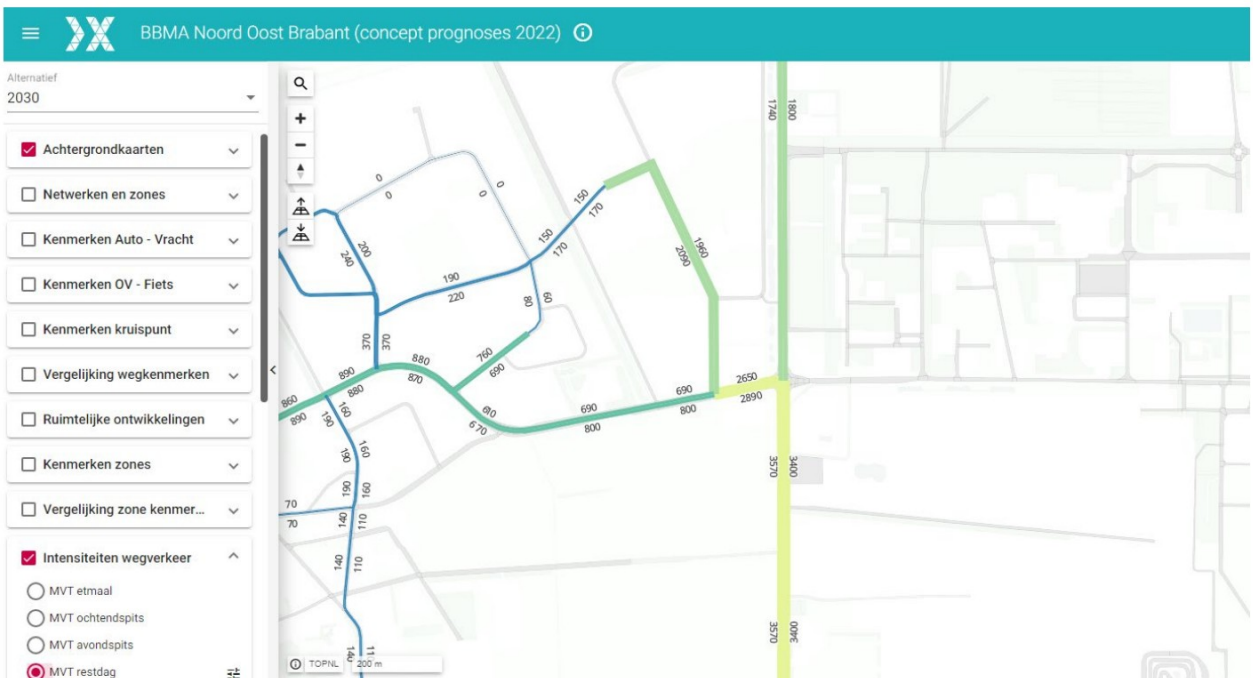 BBMA Noord Oost Brabant (concept prognoses 2022)
Alternatief
2030
Achtergrondkaarten
Netwerken en zones
Kenmerken Auto - Vracht
Kenmerken OV - Fiets
Kenmerken kruispunt
Vergelijking wegkenmerken
Ruimtelijke ontwikkelingen
Kenmerken zones
Vergelijking zone kenmer...
Intensiteiten wegverkeer
MVT etmaal
MVT ochtendspits
MVT avondspits
MVT restdag
1740 1800
0
0
0
0
150
170
150
170
200
240
190
220
1960
2090
80 60
370 370
880
870
760
690
890
880
860
890
690
800
690
800
2650
2890
610
670
190 160
190 160
190 160
70
70
140 110
140 110
140
3570 3400
3570 3400
TOPNL
200 m